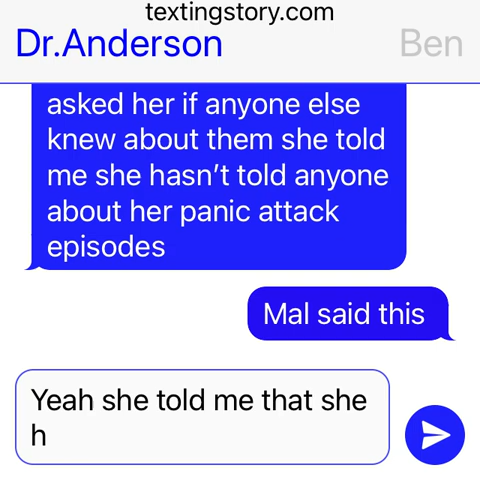 textingstory.com
Dr.Anderson Ben
asked her if anyone else
knew about them she told
me she hasn’t told anyone
about her panic attack
episodes
Mal said this
Yeah she told me that she
h